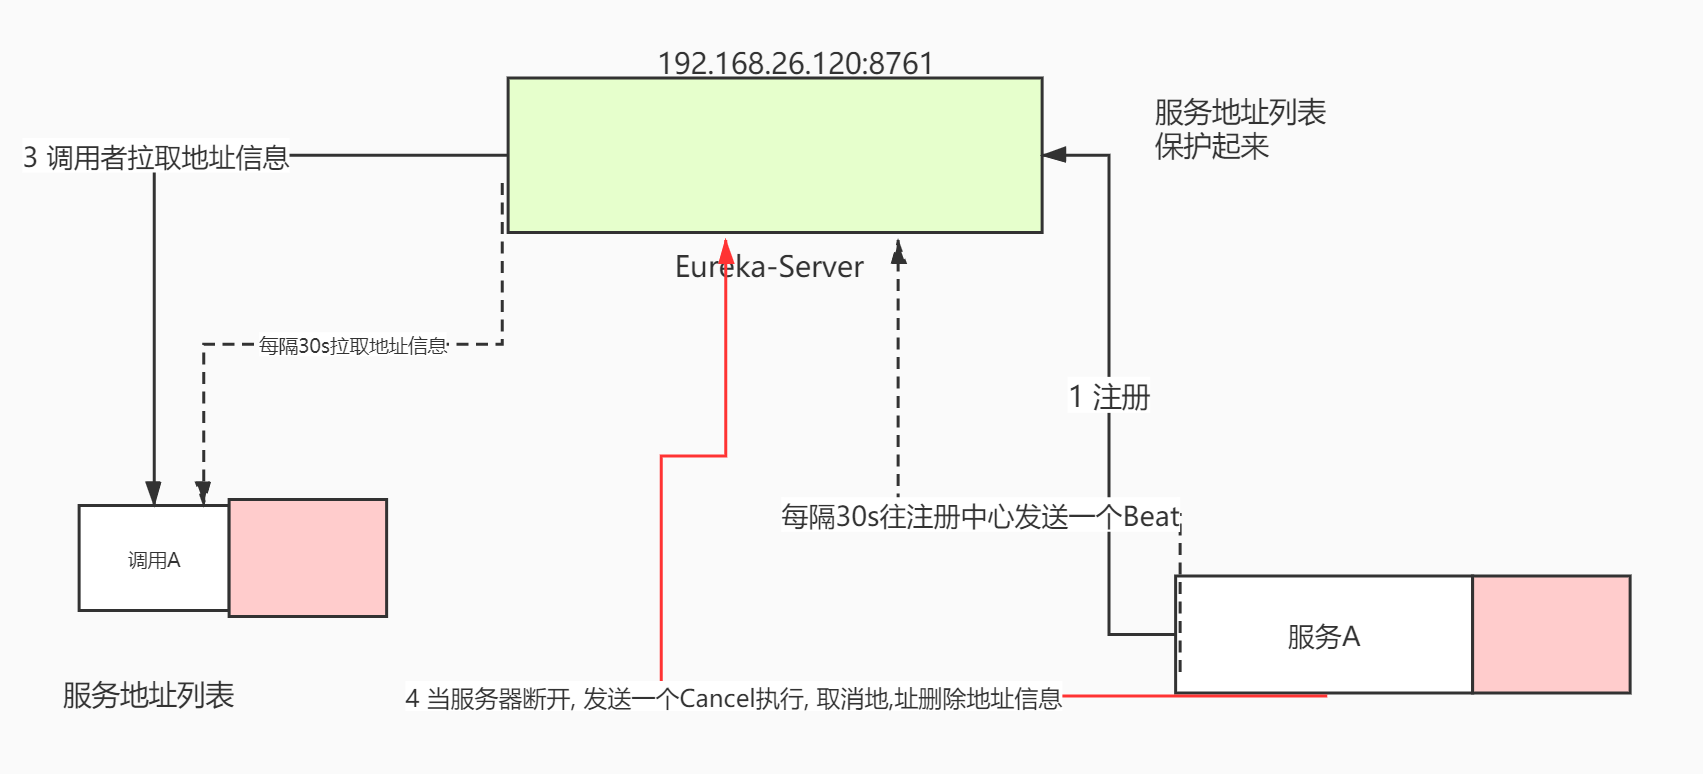 192.168.26.120:8761
服务地址列表
保护起来
3 调用者拉取地址信息
Eureka-Server
每隔30s拉取地址信息
1 注册
每隔30s往注册中心发送一个Beat
调用A
服务A
服务地址列表
4 当服务器断开, 发送一个Cancel执行, 取消地,址删除地址信息